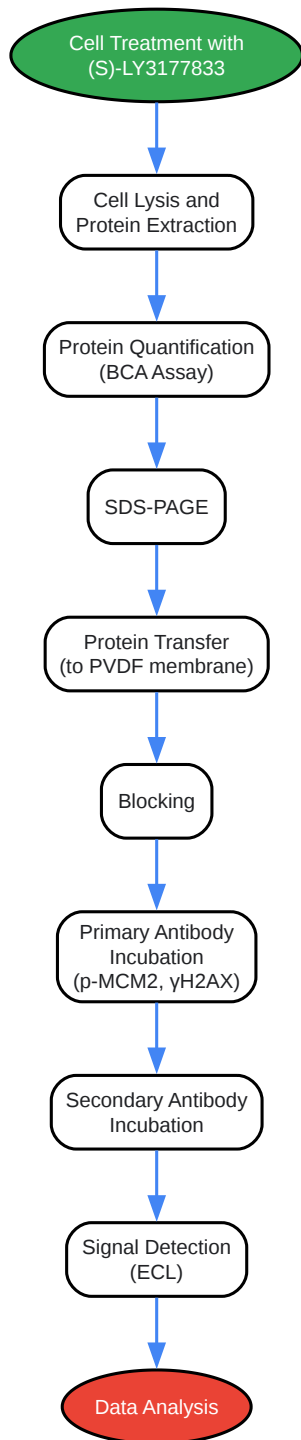 Cell Treatment with
(S)-LY3177833
Cell Lysis and
Protein Extraction
Protein Quantification
(BCA Assay)
SDS-PAGE
Protein Transfer
(to PVDF membrane)
Blocking
Primary Antibody
Incubation
(p-MCM2, γH2AX)
Secondary Antibody
Incubation
Signal Detection
(ECL)
Data Analysis